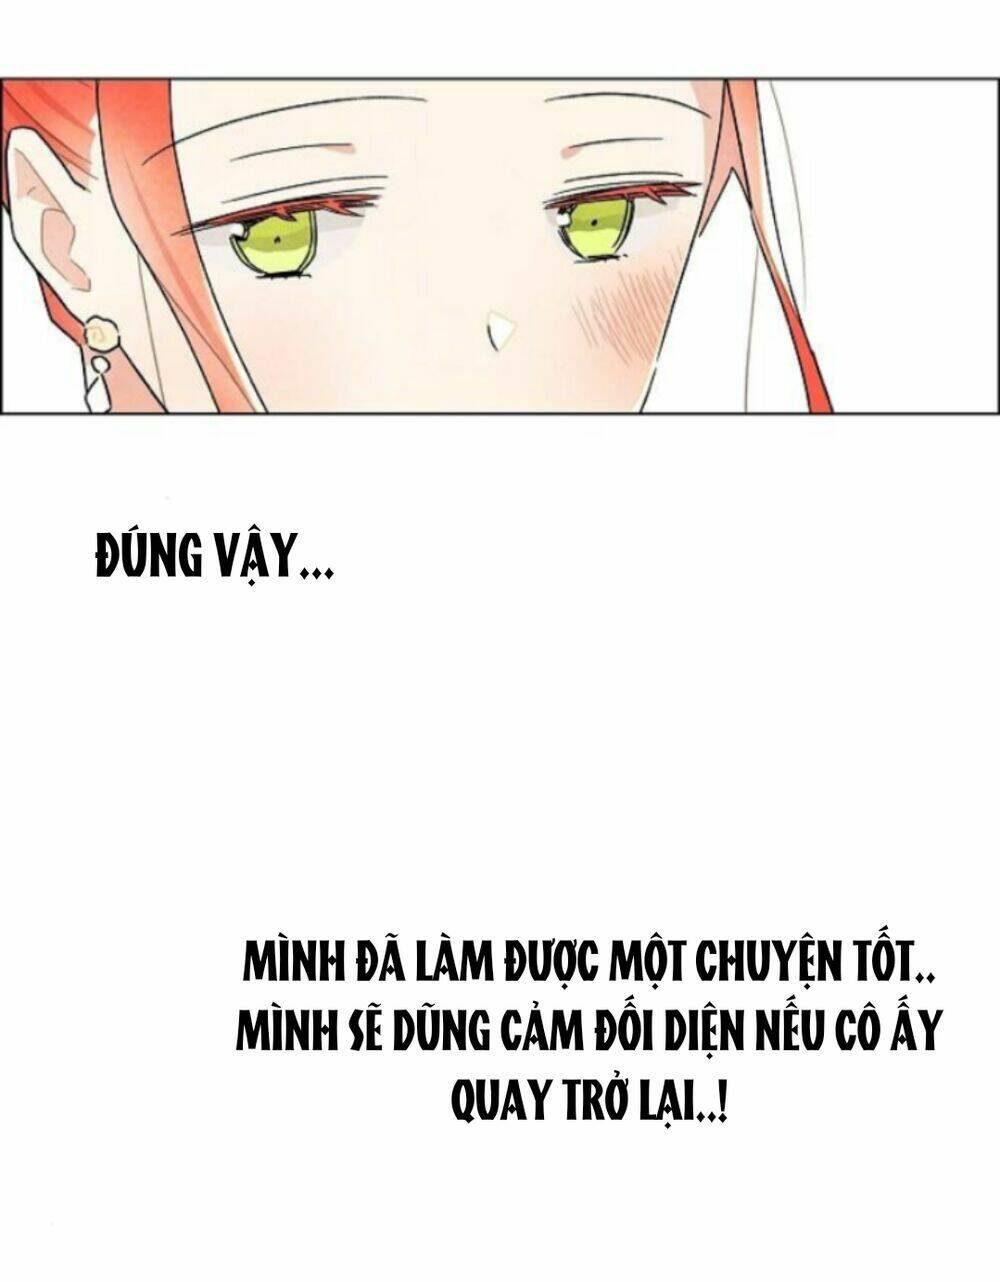 ĐÚNG VẬY...
MÌNH ĐÃ LÀM ĐƯỢC MỘT CHUYỆN TỐT..
MÌNH SẼ DŨNG CẢM ĐỐI DIỆN NẾU CÔ ẤY
QUAY TRỞ LẠI..!